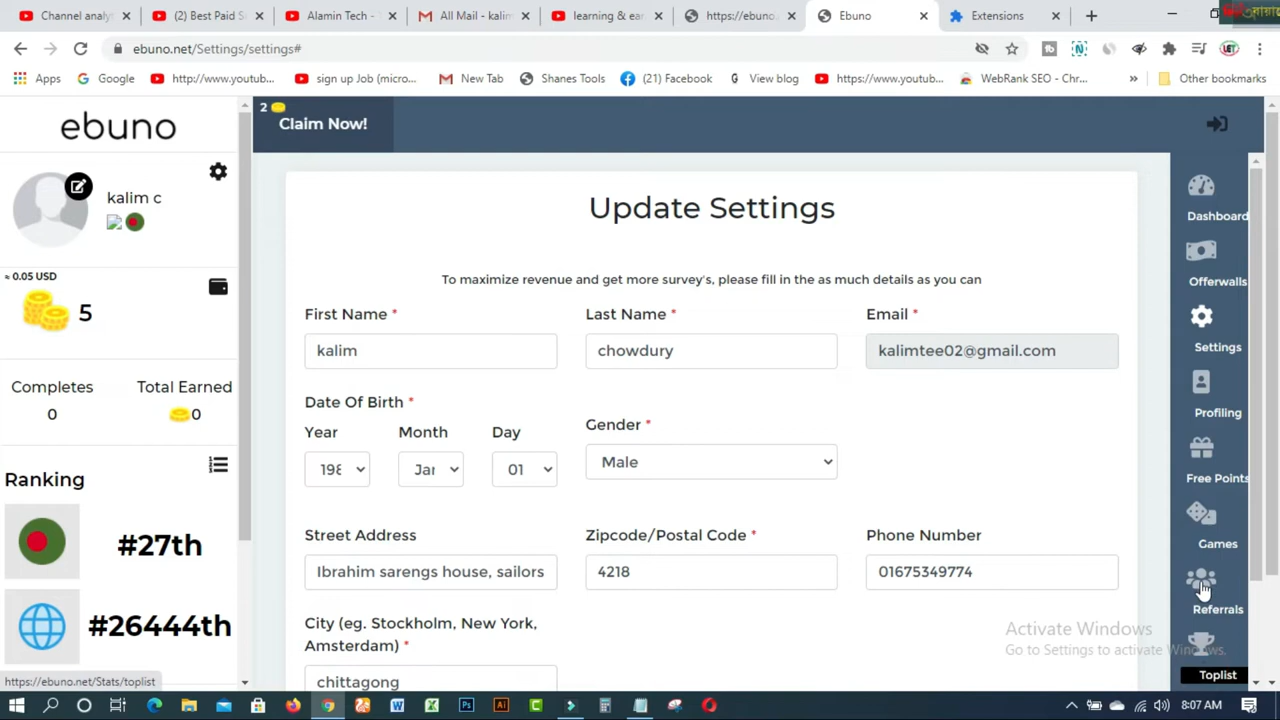 Channel analy
(2) Best Paid S
Alamin Tech -
All Mail - kalim
learning & ear
https://ebuno.
Ebuno
Extensions
ebuno.net/Settings/settings#
Apps
Google
http://www.youtub...
sign up Job (micro...
New Tab
Shanes Tools
(21) Facebook
View blog
https://www.youtub...
WebRank SEO - Chr...
Other bookmarks
ebuno
2
Claim Now!
kalim c
≈ 0.05 USD
5
Completes
Total Earned
0
0
Ranking
#27th
#26444th
Update Settings
To maximize revenue and get more survey's, please fill in the as much details as you can
First Name *
Last Name *
Email *
kalim
chowdury
kalimtee02@gmail.com
Date Of Birth *
Year
Month
Day
Gender *
198
Jar
01
Male
Street Address
Zipcode/Postal Code *
Phone Number
Ibrahim sarengs house, sailors
4218
01675349774
City (eg. Stockholm, New York,
Amsterdam) *
chittagong
Dashboard
Offerwalls
Settings
Profiling
Free Points
Games
Referrals
Toplist
Activate Windows
Go to Settings to activate Windows.
https://ebuno.net/Stats/toplist
8:07 AM